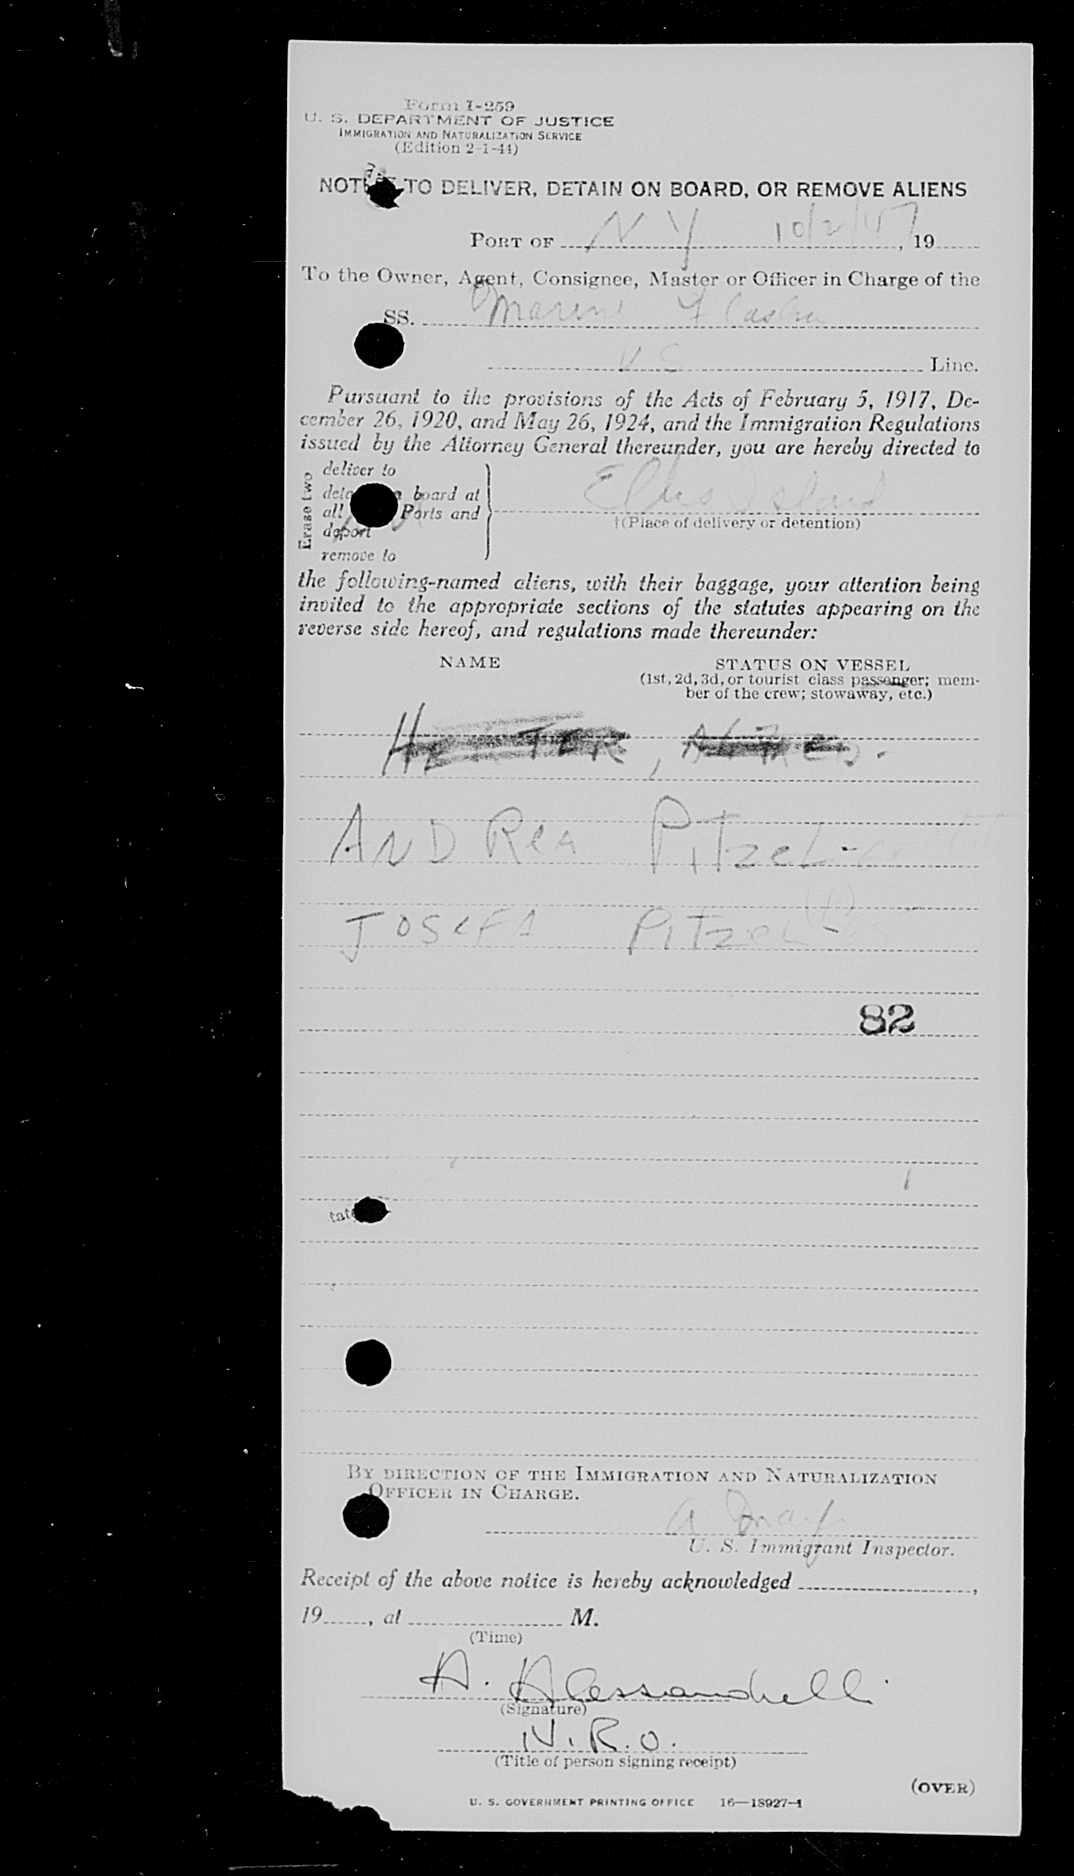 Form I-259
U. S. DEPARTMENT OF JUSTICE
IMMIGRATION AND NATURALIZATION SERVICE
(Edition 2-1-44)
TO DELIVER, DETAIN ON BOARD, OR REMOVE ALIENS
PORT OF N Y 10/2/47, 19
To the Owner, Agent, Consignee, Master or Officer in Charge of the
SS. Marine Flasher
U S Line.
Pursuant to the provisions of the Acts of February 5, 1917, De-
cember 26, 1920, and May 26, 1924, and the Immigration Regulations
issued by the Attorney General thereunder, you are hereby directed to
Erase two
deliver to
board at
all Ports and
deport
remove to
Ellis Island
†(Place of delivery or detention)
the following-named aliens, with their baggage, your attention being
invited to the appropriate sections of the statutes appearing on the
reverse side hereof, and regulations made thereunder:
NAME STATUS ON VESSEL
(1st, 2d, 3d, or tourist class passenger; mem-
ber of the crew; stowaway, etc.)
ANDREA PITZEL-
JOSEFA PITZEL-
82
BY DIRECTION OF THE IMMIGRATION AND NATURALIZATION
OFFICER IN CHARGE.
U. S. Immigrant Inspector.
Receipt of the above notice is hereby acknowledged ,
19 , at M.
(Time)
A. Alessandrelli
(Signature)
N.R.O.
(Title of person signing receipt)
(OVER)
U. S. GOVERNMENT PRINTING OFFICE 16—18927-1